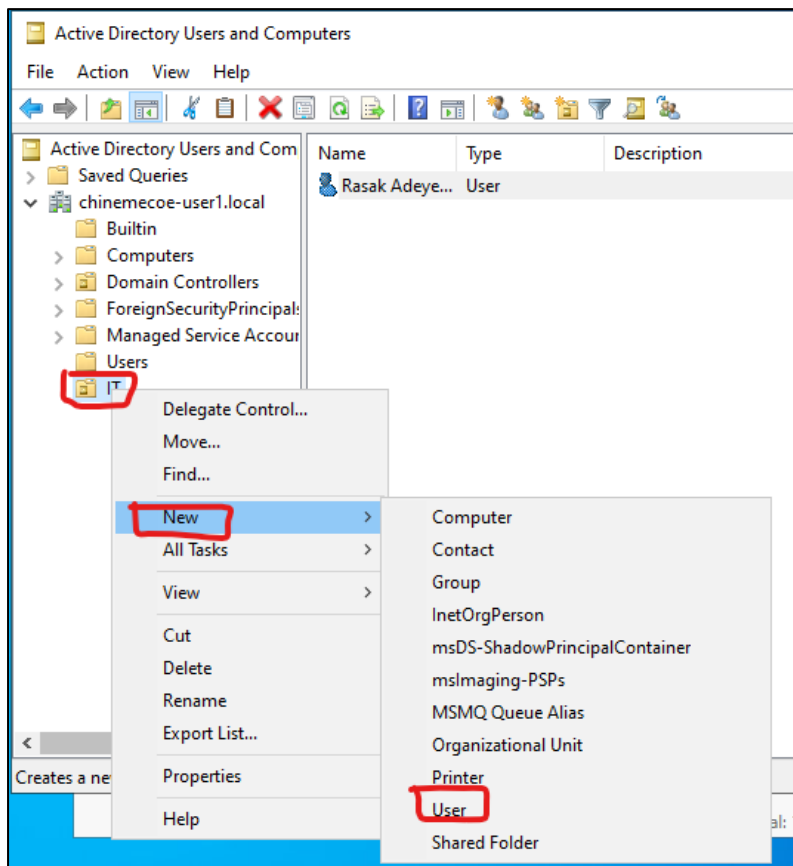 Active Directory Users and Computers
File Action View Help
Active Directory Users and Com
Saved Queries
chinemecoe-user1.local
Builtin
Computers
Domain Controllers
ForeignSecurityPrincipals
Managed Service Accour
Users
IT
Name Type Description
Rasak Adeye... User
Delegate Control...
Move...
Find...
New
All Tasks
View
Cut
Delete
Rename
Export List...
Properties
Help
Computer
Contact
Group
InetOrgPerson
msDS-ShadowPrincipalContainer
msImaging-PSPs
MSMQ Queue Alias
Organizational Unit
Printer
User
Shared Folder
Creates a ne
al: